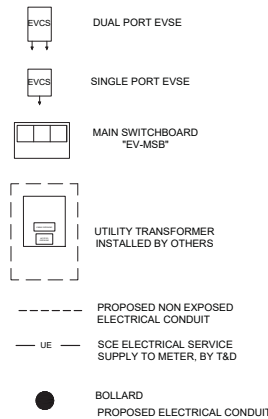 EVCS
DUAL PORT EVSE
EVCS
SINGLE PORT EVSE
MAIN SWITCHBOARD
"EV-MSB"
UTILITY TRANSFORMER
INSTALLED BY OTHERS
PROPOSED NON EXPOSED
ELECTRICAL CONDUIT
UE
SCE ELECTRICAL SERVICE
SUPPLY TO METER, BY T&D
BOLLARD
PROPOSED ELECTRICAL CONDUIT